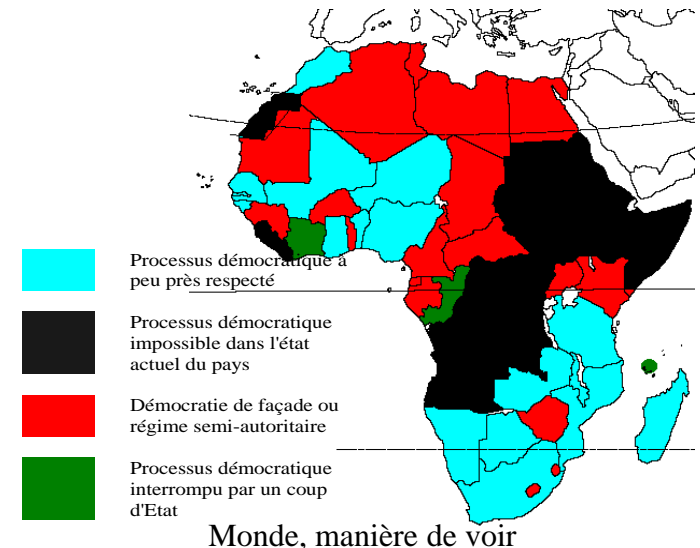 Processus démocratique à
peu près respecté
Processus démocratique
impossible dans l'état
actuel du pays
Démocratie de façade ou
régime semi-autoritaire
Processus démocratique
interrompu par un coup
d'Etat
Monde, manière de voir